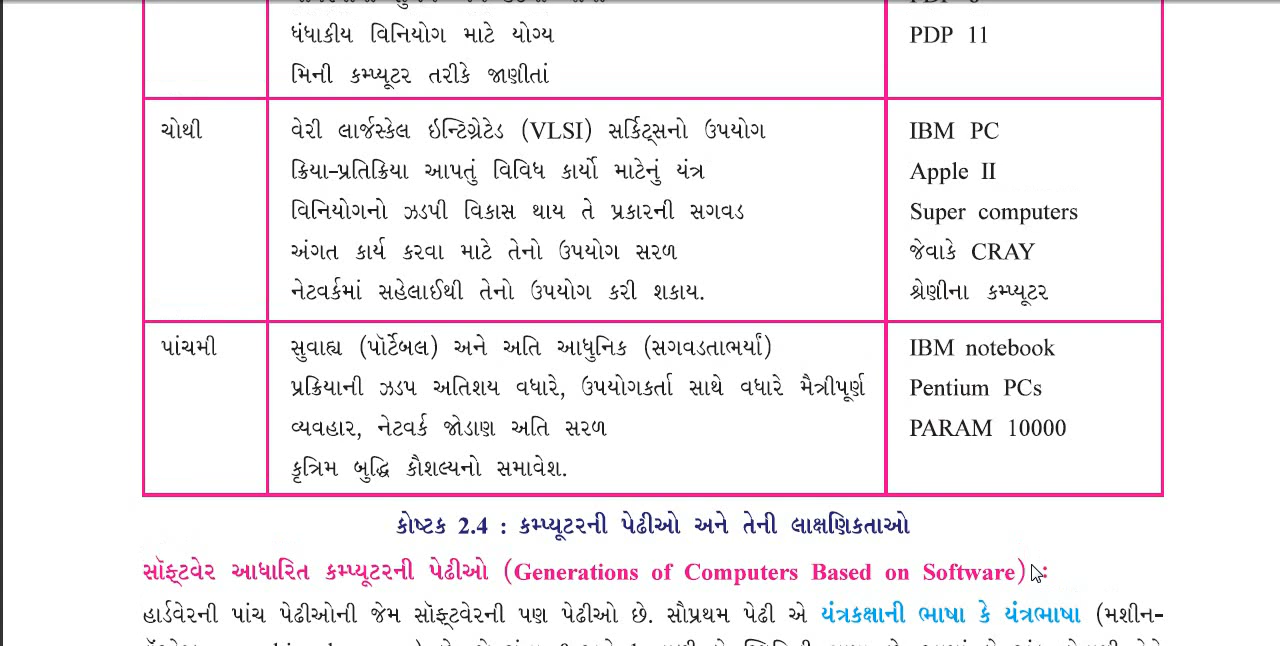 ધંધાકીય વિનિયોગ માટે યોગ્ય
PDP 11
મિની કમ્પ્યૂટર તરીકે જાણીતાં
ચોથી
વેરી લાર્જસ્કેલ ઇન્ટિગ્રેટેડ (VLSI) સર્કિટ્સનો ઉપયોગ
IBM PC
ક્રિયા-પ્રતિક્રિયા આપતું વિવિધ કાર્યો માટેનું યંત્ર
Apple II
વિનિયોગનો ઝડપી વિકાસ થાય તે પ્રકારની સગવડ
Super computers
અંગત કાર્ય કરવા માટે તેનો ઉપયોગ સરળ
જેવાકે CRAY
નેટવર્કમાં સહેલાઈથી તેનો ઉપયોગ કરી શકાય.
શ્રેણીના કમ્પ્યૂટર
પાંચમી
સુવાહ્ય (પૉર્ટેબલ) અને અતિ આધુનિક (સગવડતાભર્યાં)
IBM notebook
પ્રક્રિયાની ઝડપ અતિશય વધારે, ઉપયોગકર્તા સાથે વધારે મૈત્રીપૂર્ણ
Pentium PCs
વ્યવહાર, નેટવર્ક જોડાણ અતિ સરળ
PARAM 10000
કૃત્રિમ બુદ્ધિ કૌશલ્યનો સમાવેશ.
કોષ્ટક 2.4 : કમ્પ્યૂટરની પેઢીઓ અને તેની લાક્ષણિકતાઓ
સૉફ્ટવેર આધારિત કમ્પ્યૂટરની પેઢીઓ (Generations of Computers Based on Software) :
હાર્ડવેરની પાંચ પેઢીઓની જેમ સૉફ્ટવેરની પણ પેઢીઓ છે. સૌપ્રથમ પેઢી એ યંત્રકક્ષાની ભાષા કે યંત્રભાષા (મશીન-